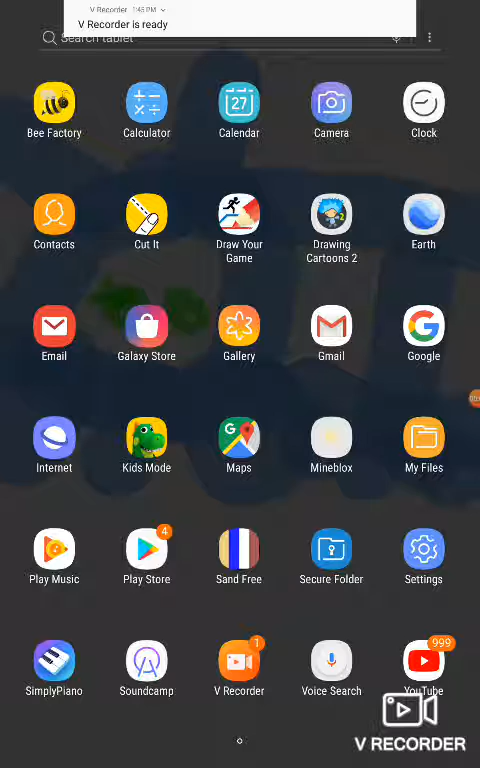 V Recorder 1:45 PM
V Recorder is ready
Search tablet
27
Bee Factory
Calculator
Calendar
Camera
Clock
2
Contacts
Cut It
Draw Your Game
Drawing Cartoons 2
Earth
Email
Galaxy Store
Gallery
Gmail
Google
Internet
Kids Mode
Maps
Mineblox
My Files
4
Play Music
Play Store
Sand Free
Secure Folder
Settings
1
999
SimplyPiano
Soundcamp
V Recorder
Voice Search
YouTube
V RECORDER